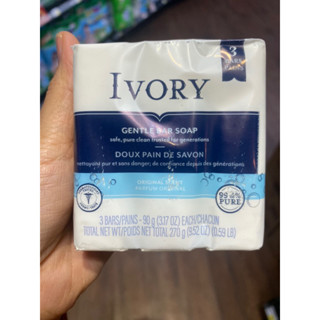 3
IVORY
GENTLE BAR SOAP
safe, pure clean trusted for generations
DOUX PAIN DE SAVON
nettoyant pur et sans danger, de confiance depuis des générations
ORIGINAL SCENT
PARFUM ORIGINAL
99.44%
PURE
3 BARS/PAINS - 90 g (3.17 OZ) EACH/CHACUN
TOTAL NET WT/POIDS NET TOTAL 270 g (9.52 OZ) (0.59 LB)